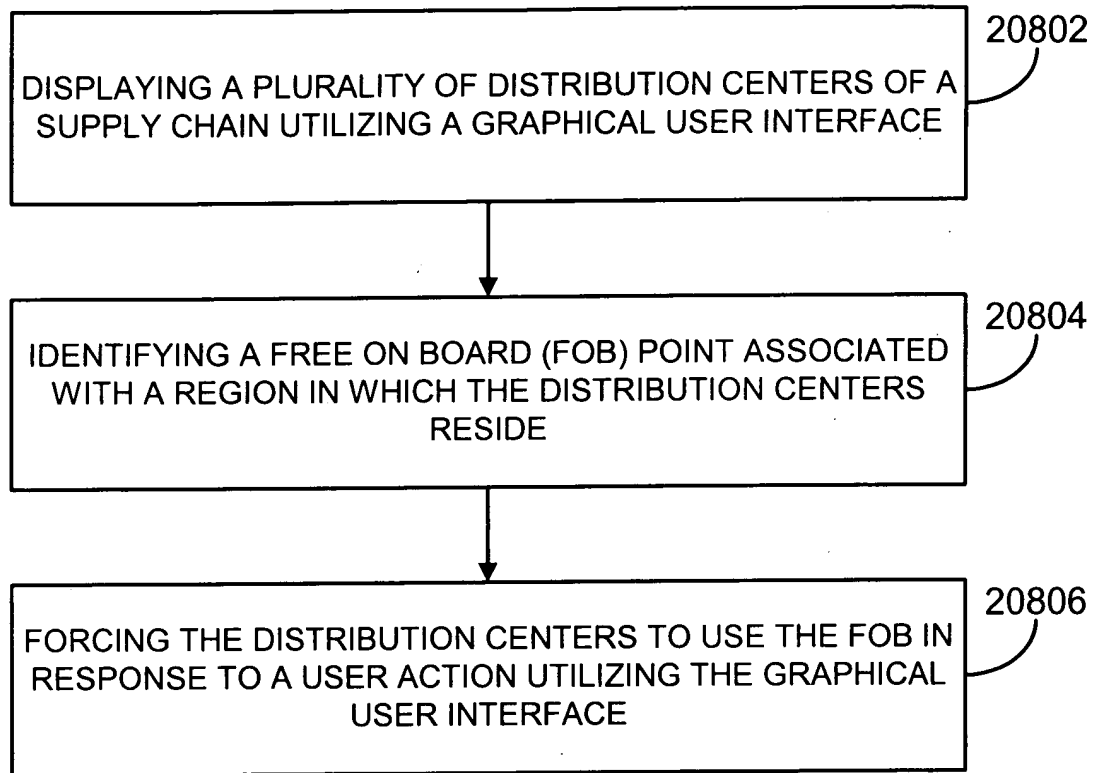 20802
DISPLAYING A PLURALITY OF DISTRIBUTION CENTERS OF A
SUPPLY CHAIN UTILIZING A GRAPHICAL USER INTERFACE
20804
IDENTIFYING A FREE ON BOARD (FOB) POINT ASSOCIATED
WITH A REGION IN WHICH THE DISTRIBUTION CENTERS
RESIDE
20806
FORCING THE DISTRIBUTION CENTERS TO USE THE FOB IN
RESPONSE TO A USER ACTION UTILIZING THE GRAPHICAL
USER INTERFACE